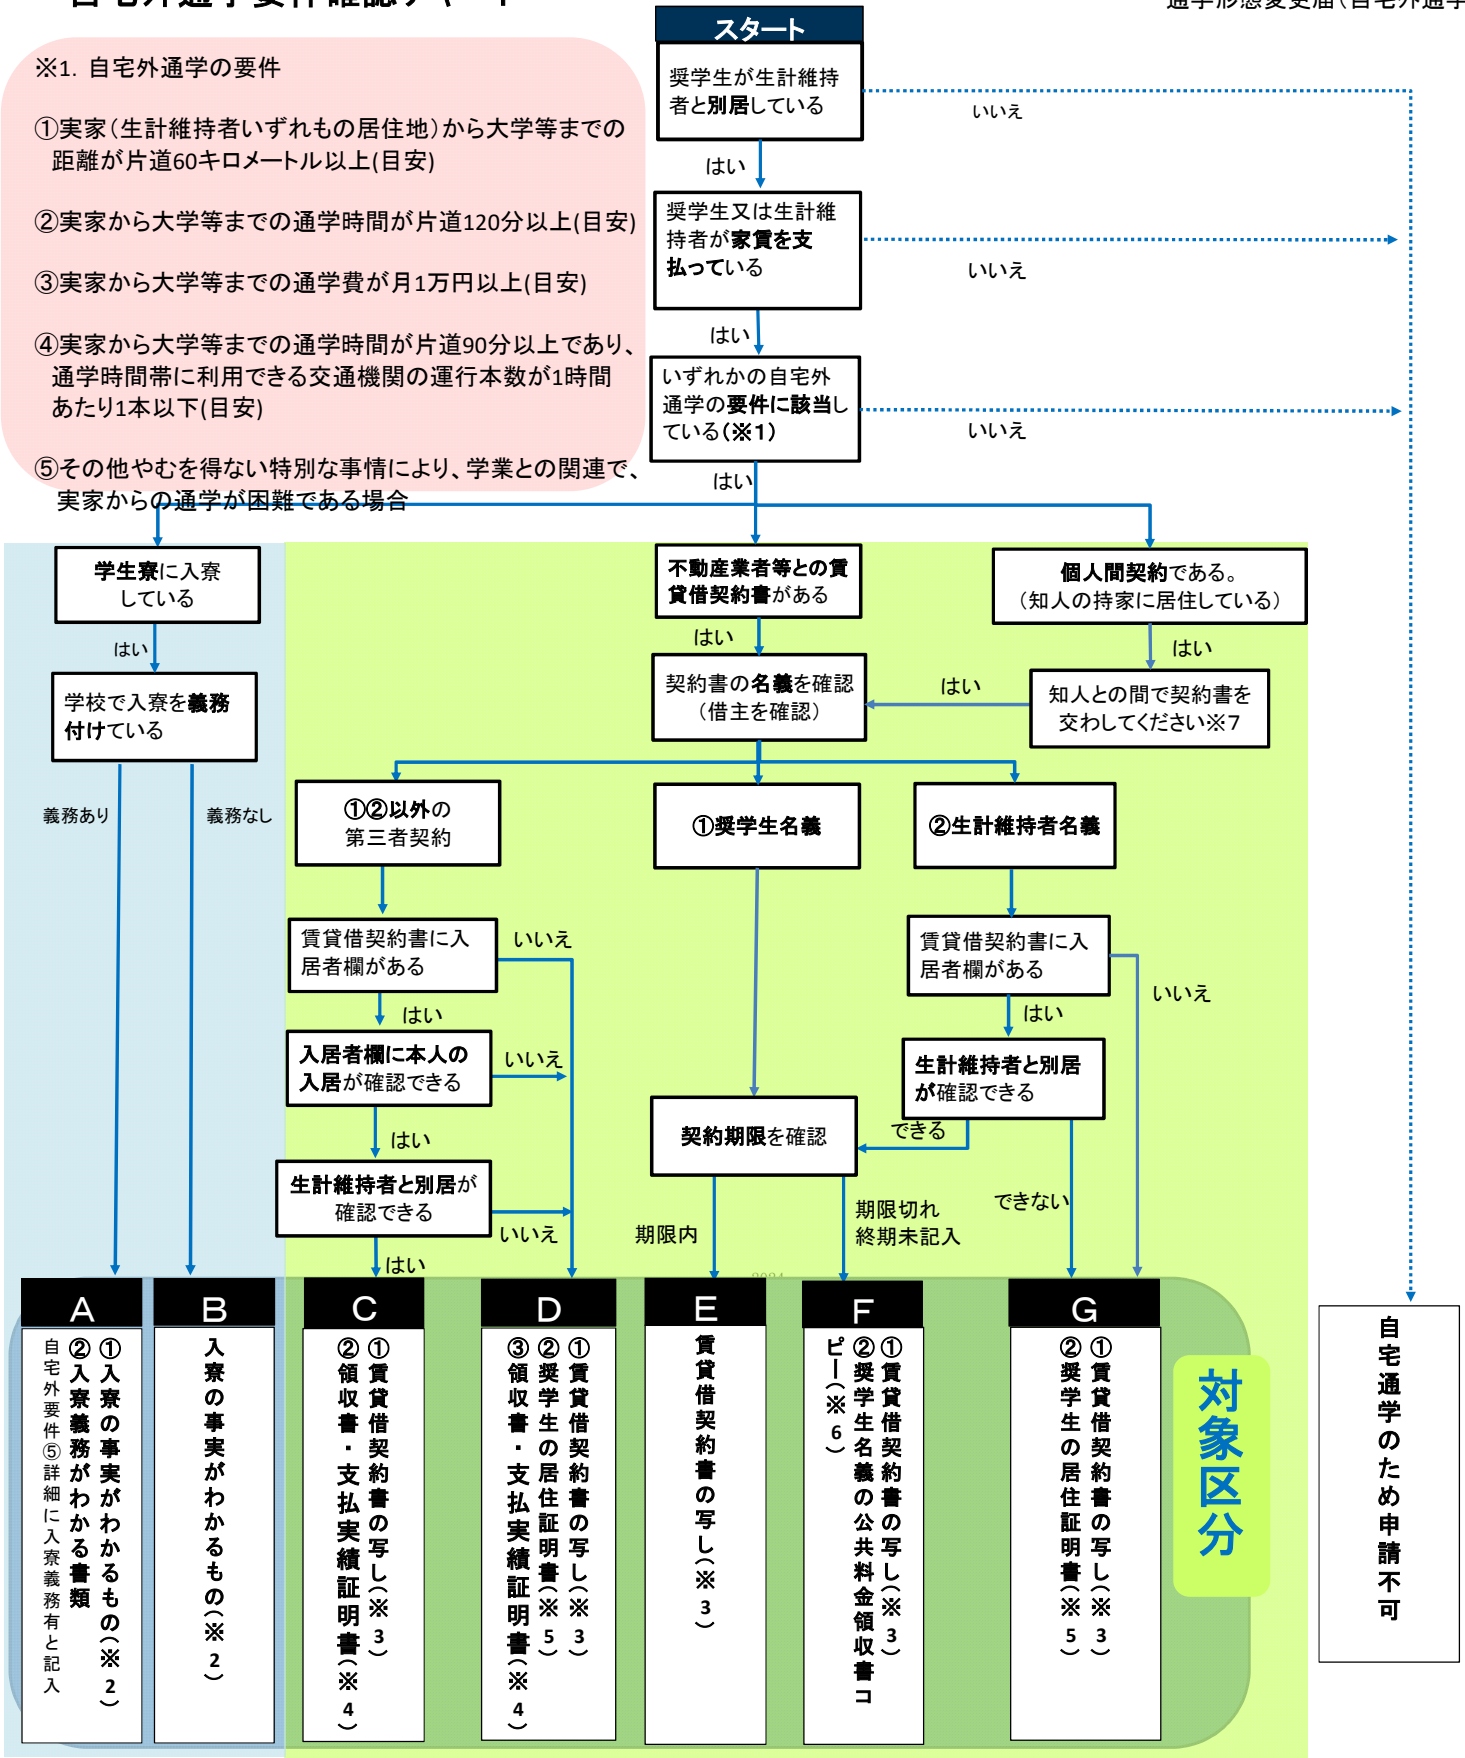 スタート
奨学生が生計維持
者と別居している
いいえ
※1. 自宅外通学の要件
①実家(生計維持者いずれもの居住地)から大学等までの
距離が片道60キロメートル以上(目安)
②実家から大学等までの通学時間が片道120分以上(目安)
③実家から大学等までの通学費が月1万円以上(目安)
④実家から大学等までの通学時間が片道90分以上であり、
通学時間帯に利用できる交通機関の運行本数が1時間
あたり1本以下(目安)
⑤その他やむを得ない特別な事情により、学業との関連で、
実家からの通学が困難である場合
はい
奨学生又は生計維
持者が家賃を支
払っている
いいえ
はい
いずれかの自宅外
通学の要件に該当し
ている(※1)
いいえ
はい
学生寮に入寮
している
はい
学校で入寮を義務
付けている
義務あり
義務なし
不動産業者等との賃
貸借契約書がある
はい
契約書の名義を確認
(借主を確認)
個人間契約である。
(知人の持家に居住している)
はい
知人との間で契約書を
交わしてください※7
はい
①②以外の
第三者契約
①奨学生名義
②生計維持者名義
賃貸借契約書に入
居者欄がある
いいえ
はい
入居者欄に本人の
入居が確認できる
いいえ
はい
生計維持者と別居が
確認できる
いいえ
はい
賃貸借契約書に入
居者欄がある
いいえ
はい
生計維持者と別居
が確認できる
できる
できない
契約期限を確認
期限内
期限切れ
終期未記入
A
①入寮の事実がわかるもの(※2)
②入寮義務がわかる書類
自宅外要件⑤詳細に入寮義務有と記入
B
入寮の事実がわかるもの(※2)
C
①賃貸借契約書の写し(※3)
②領収書・支払実績証明書(※4)
D
①賃貸借契約書の写し(※3)
②奨学生の居住証明書(※5)
③領収書・支払実績証明書(※4)
E
賃貸借契約書の写し(※3)
F
①賃貸借契約書の写し(※3)
②奨学生名義の公共料金領収書コ
ピー(※6)
G
①賃貸借契約書の写し(※3)
②奨学生の居住証明書(※5)
対象区分
自宅通学のため申請不可